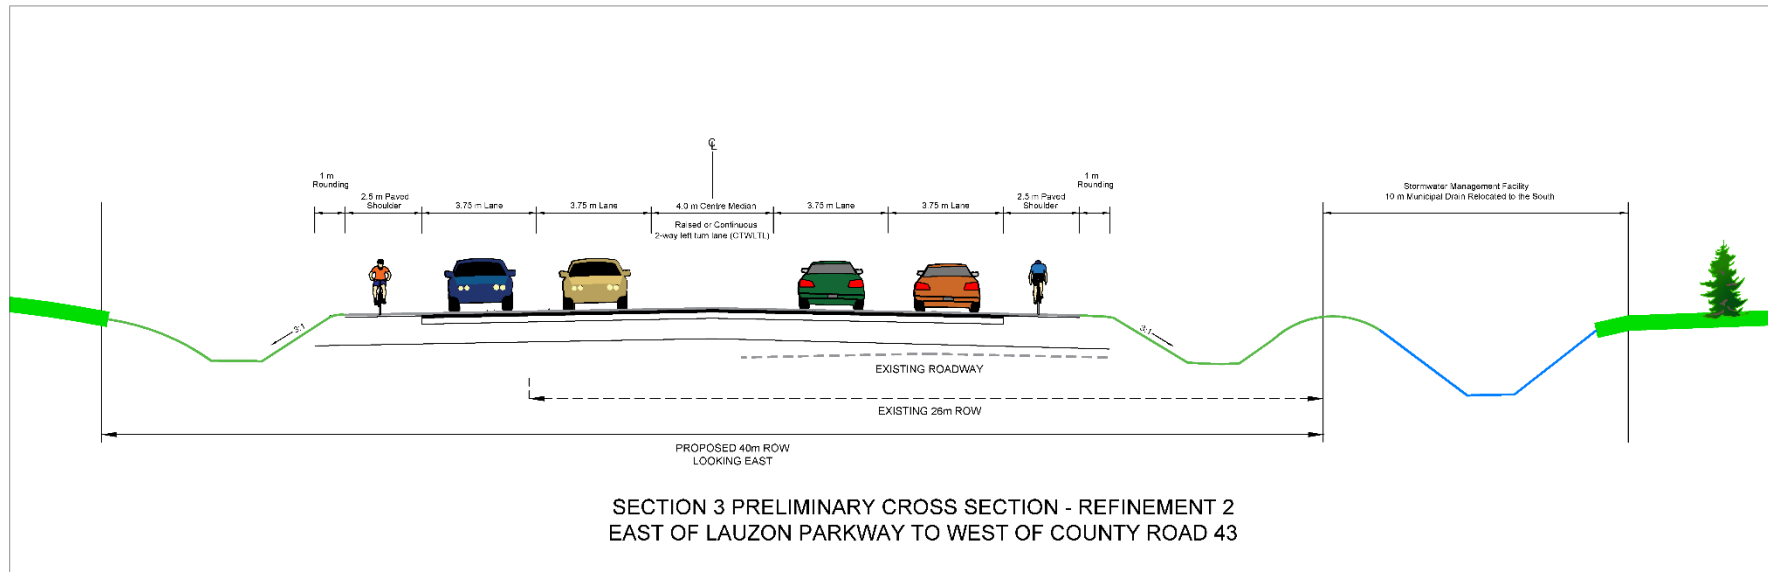 ℄
1 m
Rounding
2.5 m Paved
Shoulder
3.75 m Lane
3.75 m Lane
4.0 m Centre Median
Raised or Continuous
2-way left turn lane (CTWLTL)
3.75 m Lane
3.75 m Lane
2.5 m Paved
Shoulder
1 m
Rounding
Stormwater Management Facility
10 m Municipal Drain Relocated to the South
3:1
3:1
EXISTING ROADWAY
EXISTING 26m ROW
PROPOSED 40m ROW
LOOKING EAST
SECTION 3 PRELIMINARY CROSS SECTION - REFINEMENT 2
EAST OF LAUZON PARKWAY TO WEST OF COUNTY ROAD 43